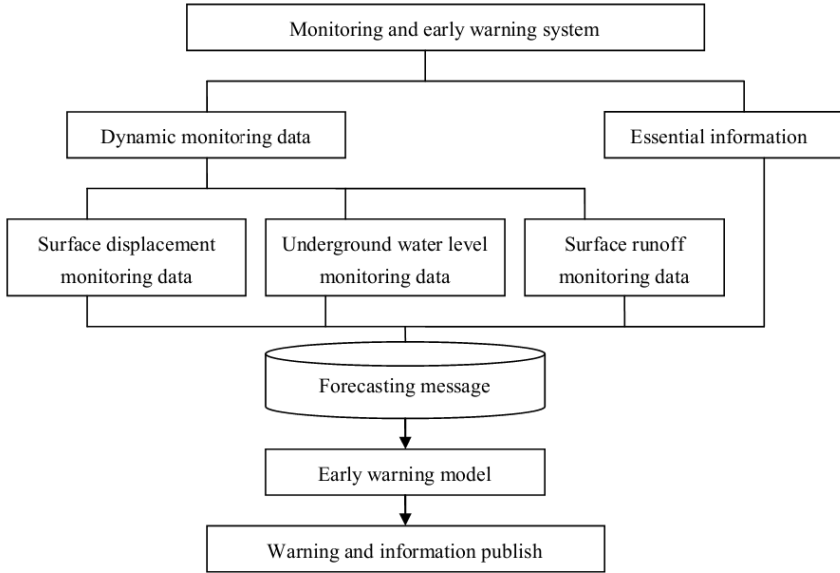 Monitoring and early warning system
Dynamic monitoring data
Essential information
Surface displacement
monitoring data
Underground water level
monitoring data
Surface runoff
monitoring data
Forecasting message
Early warning model
Warning and information publish